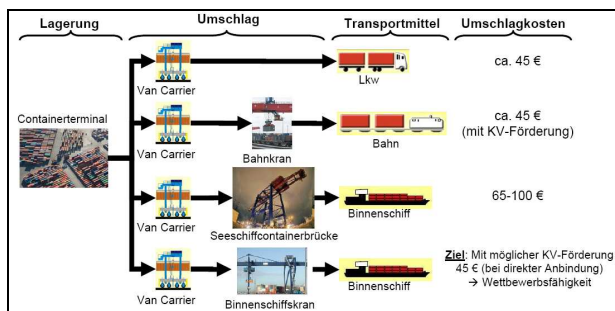 Lagerung
Umschlag
Transportmittel
Umschlagkosten
Van Carrier
Lkw
ca. 45 €
Containerterminal
Van Carrier
Bahnkran
Bahn
ca. 45 €
(mit KV-Förderung)
Van Carrier
Seeschiffcontainerbrücke
Binnenschiff
65-100 €
Van Carrier
Binnenschiffskran
Binnenschiff
Ziel: Mit möglicher KV-Förderung
45 € (bei direkter Anbindung)
→ Wettbewerbsfähigkeit